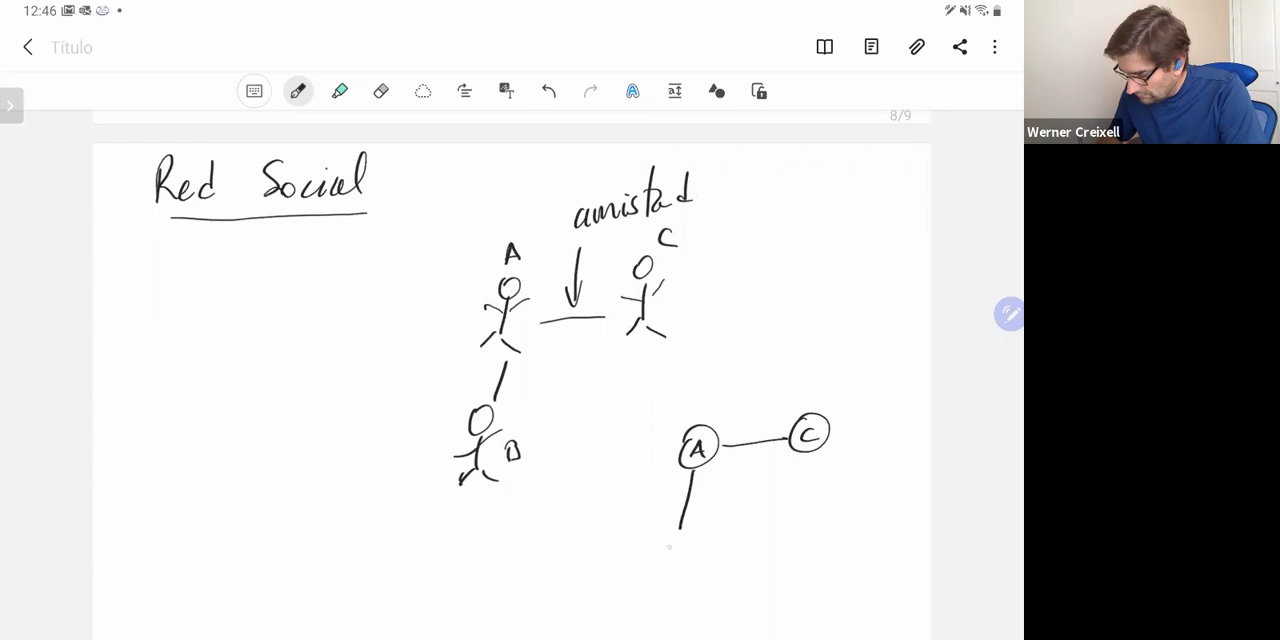 12:46
Título
8/9
Red Social
amistad
A
C
B
A
C
Werner Creixell